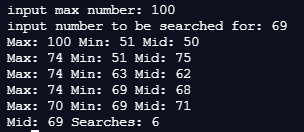 input max number: 100
input number to be searched for: 69
Max: 100 Min: 51 Mid: 50
Max: 74 Min: 51 Mid: 75
Max: 74 Min: 63 Mid: 62
Max: 74 Min: 69 Mid: 68
Max: 70 Min: 69 Mid: 71
Mid: 69 Searches: 6